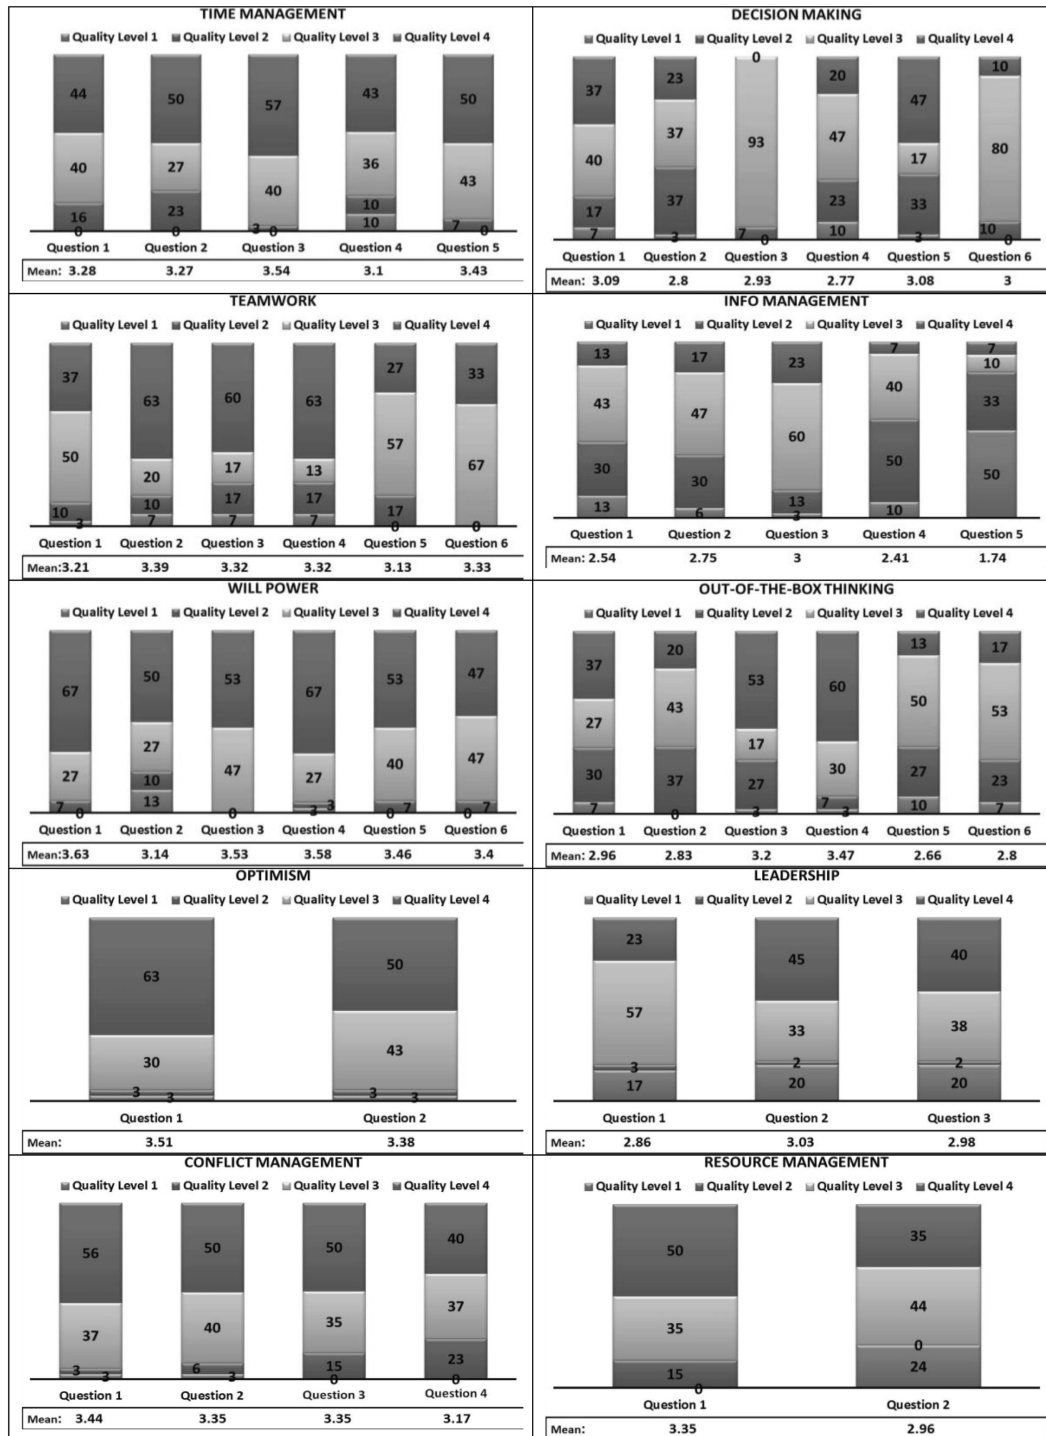 TIME MANAGEMENT
Quality Level 1 Quality Level 2 Quality Level 3 Quality Level 4
44 50 57 43 50
40 27 40 36 43
16 23 3 10 7
0 0 0 10 0
Question 1 Question 2 Question 3 Question 4 Question 5
Mean: 3.28 3.27 3.54 3.1 3.43
DECISION MAKING
Quality Level 1 Quality Level 2 Quality Level 3 Quality Level 4
37 23 0 20 47 10
40 37 93 47 17 80
17 37 7 23 33 10
7 3 0 10 3 0
Question 1 Question 2 Question 3 Question 4 Question 5 Question 6
Mean: 3.09 2.8 2.93 2.77 3.08 3
TEAMWORK
Quality Level 1 Quality Level 2 Quality Level 3 Quality Level 4
37 63 60 63 27 33
50 20 17 13 57 67
10 10 17 17 17
3 7 7 7 0 0
Question 1 Question 2 Question 3 Question 4 Question 5 Question 6
Mean: 3.21 3.39 3.32 3.32 3.13 3.33
INFO MANAGEMENT
Quality Level 1 Quality Level 2 Quality Level 3 Quality Level 4
13 17 23 7 7
43 47 60 40 10
30 30 13 50 33
13 6 3 10 50
Question 1 Question 2 Question 3 Question 4 Question 5
Mean: 2.54 2.75 3 2.41 1.74
WILL POWER
Quality Level 1 Quality Level 2 Quality Level 3 Quality Level 4
67 50 53 67 53 47
27 27 47 27 40 47
7 10 3 7 7
0 13 0 3 0 0
Question 1 Question 2 Question 3 Question 4 Question 5 Question 6
Mean: 3.63 3.14 3.53 3.58 3.46 3.4
OUT-OF-THE-BOX THINKING
Quality Level 1 Quality Level 2 Quality Level 3 Quality Level 4
37 20 53 60 13 17
27 43 17 30 50 53
30 37 27 7 27 23
7 0 3 3 10 7
Question 1 Question 2 Question 3 Question 4 Question 5 Question 6
Mean: 2.96 2.83 3.2 3.47 2.66 2.8
OPTIMISM
Quality Level 1 Quality Level 2 Quality Level 3 Quality Level 4
63 50
30 43
3 3
3 3
Question 1 Question 2
Mean: 3.51 3.38
LEADERSHIP
Quality Level 1 Quality Level 2 Quality Level 3 Quality Level 4
23 45 40
57 33 38
3 2 2
17 20 20
Question 1 Question 2 Question 3
Mean: 2.86 3.03 2.98
CONFLICT MANAGEMENT
Quality Level 1 Quality Level 2 Quality Level 3 Quality Level 4
56 50 50 40
37 40 35 37
3 6 15 23
3 3 0 0
Question 1 Question 2 Question 3 Question 4
Mean: 3.44 3.35 3.35 3.17
RESOURCE MANAGEMENT
Quality Level 1 Quality Level 2 Quality Level 3 Quality Level 4
50 35
35 44
15 0
0 24
Question 1 Question 2
Mean: 3.35 2.96